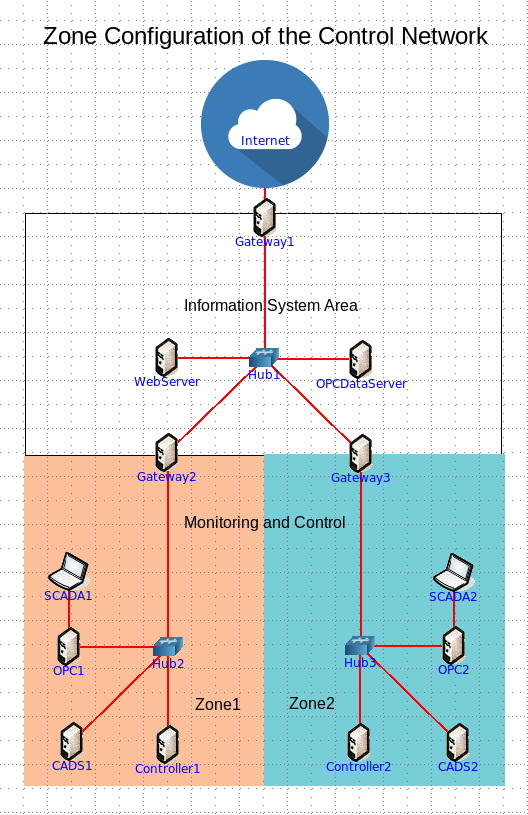 Zone Configuration of the Control Network
Internet
Gateway1
Information System Area
WebServer
Hub1
OPCDataServer
Gateway2
Gateway3
Monitoring and Control
SCADA1
SCADA2
OPC1
Hub2
Hub3
OPC2
Zone1
Zone2
CADS1
Controller1
Controller2
CADS2